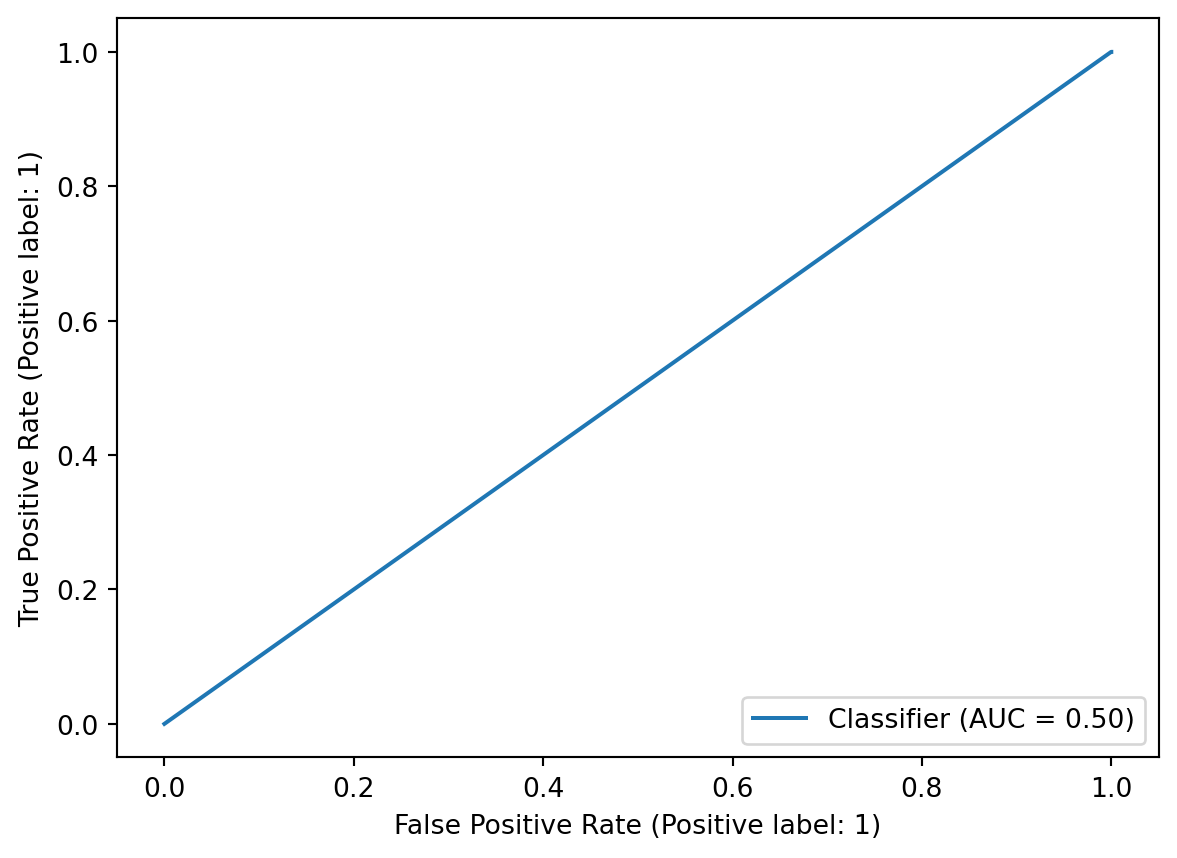 True Positive Rate (Positive label: 1)
1.0
0.8
0.6
0.4
0.2
0.0
Classifier (AUC = 0.50)
0.0 0.2 0.4 0.6 0.8 1.0
False Positive Rate (Positive label: 1)